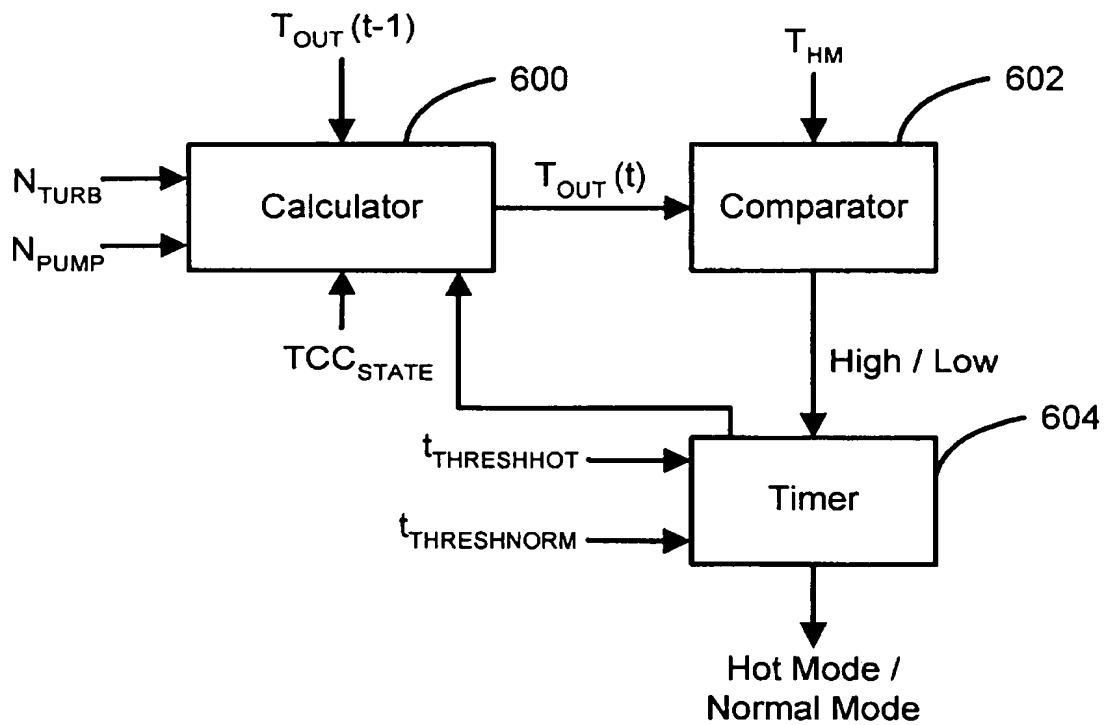 T_OUT (t-1)
T_HM
600
602
N_TURB
Calculator
T_OUT (t)
Comparator
N_PUMP
TCC_STATE
High / Low
604
t_THRESHHOT
Timer
t_THRESHNORM
Hot Mode /
Normal Mode